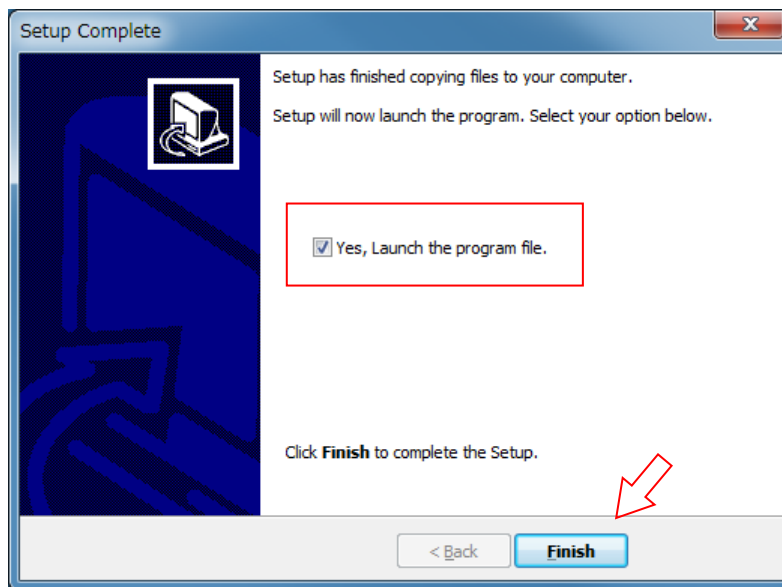 Setup Complete
Setup has finished copying files to your computer.
Setup will now launch the program. Select your option below.
Yes, Launch the program file.
Click Finish to complete the Setup.
< Back
Finish